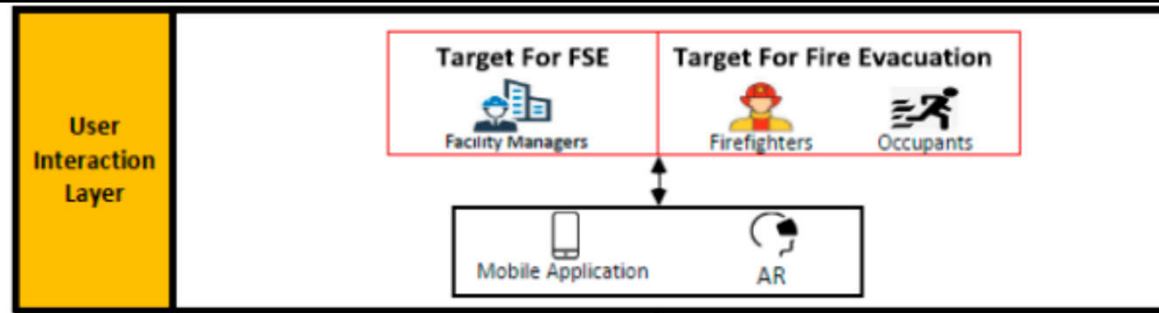 User
Interaction
Layer
Target For FSE
Facility Managers
Target For Fire Evacuation
Firefighters
Occupants
Mobile Application
AR